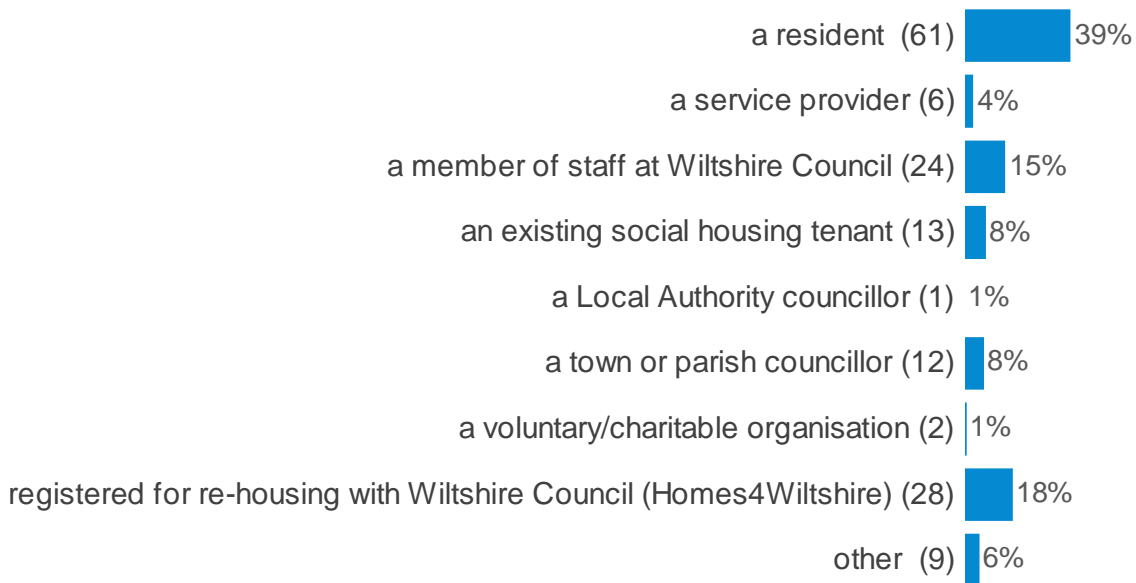 a resident (61) 39%
a service provider (6) 4%
a member of staff at Wiltshire Council (24) 15%
an existing social housing tenant (13) 8%
a Local Authority councillor (1) 1%
a town or parish councillor (12) 8%
a voluntary/charitable organisation (2) 1%
registered for re-housing with Wiltshire Council (Homes4Wiltshire) (28) 18%
other (9) 6%